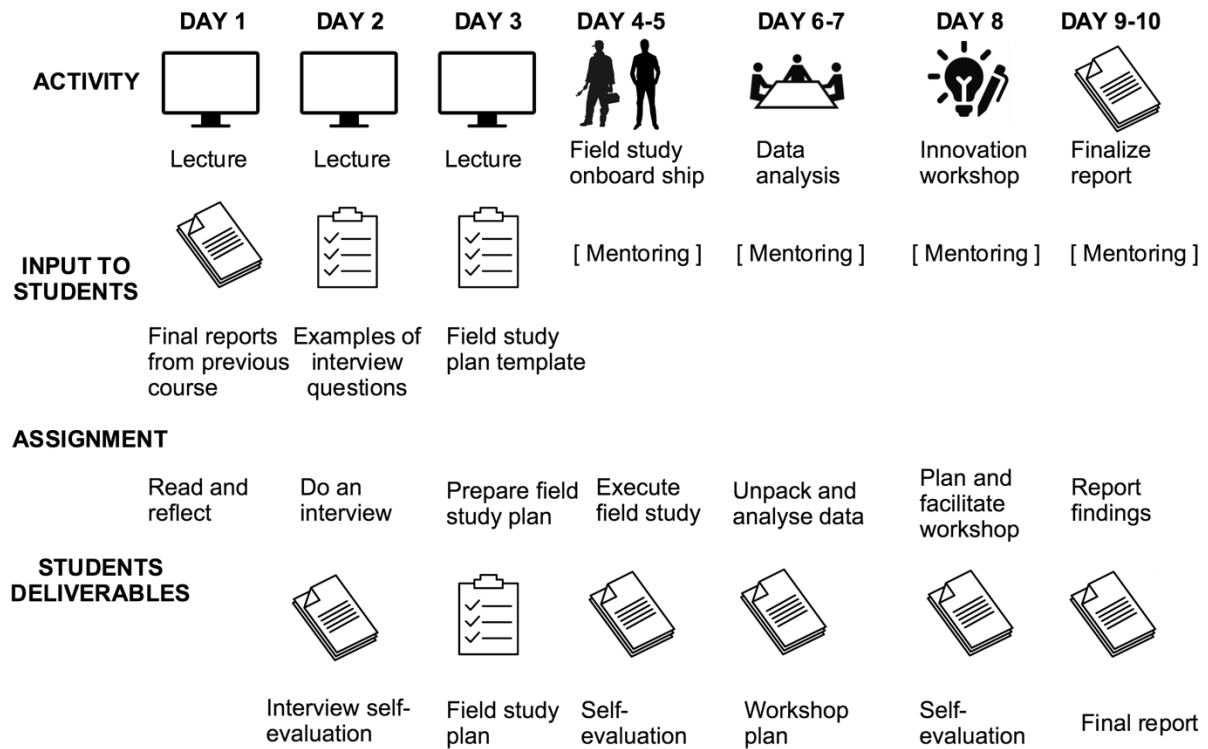 DAY 1 DAY 2 DAY 3 DAY 4-5 DAY 6-7 DAY 8 DAY 9-10
ACTIVITY
Lecture Lecture Lecture
Field study
onboard ship
Data
analysis
Innovation
workshop
Finalize
report
INPUT TO
STUDENTS
[ Mentoring ] [ Mentoring ] [ Mentoring ] [ Mentoring ]
Final reports
from previous
course
Examples of
interview
questions
Field study
plan template
ASSIGNMENT
Read and
reflect
Do an
interview
Prepare field
study plan
Execute
field study
Unpack and
analyse data
Plan and
facilitate
workshop
Report
findings
STUDENTS
DELIVERABLES
Interview self-
evaluation
Field study
plan
Self-
evaluation
Workshop
plan
Self-
evaluation
Final report